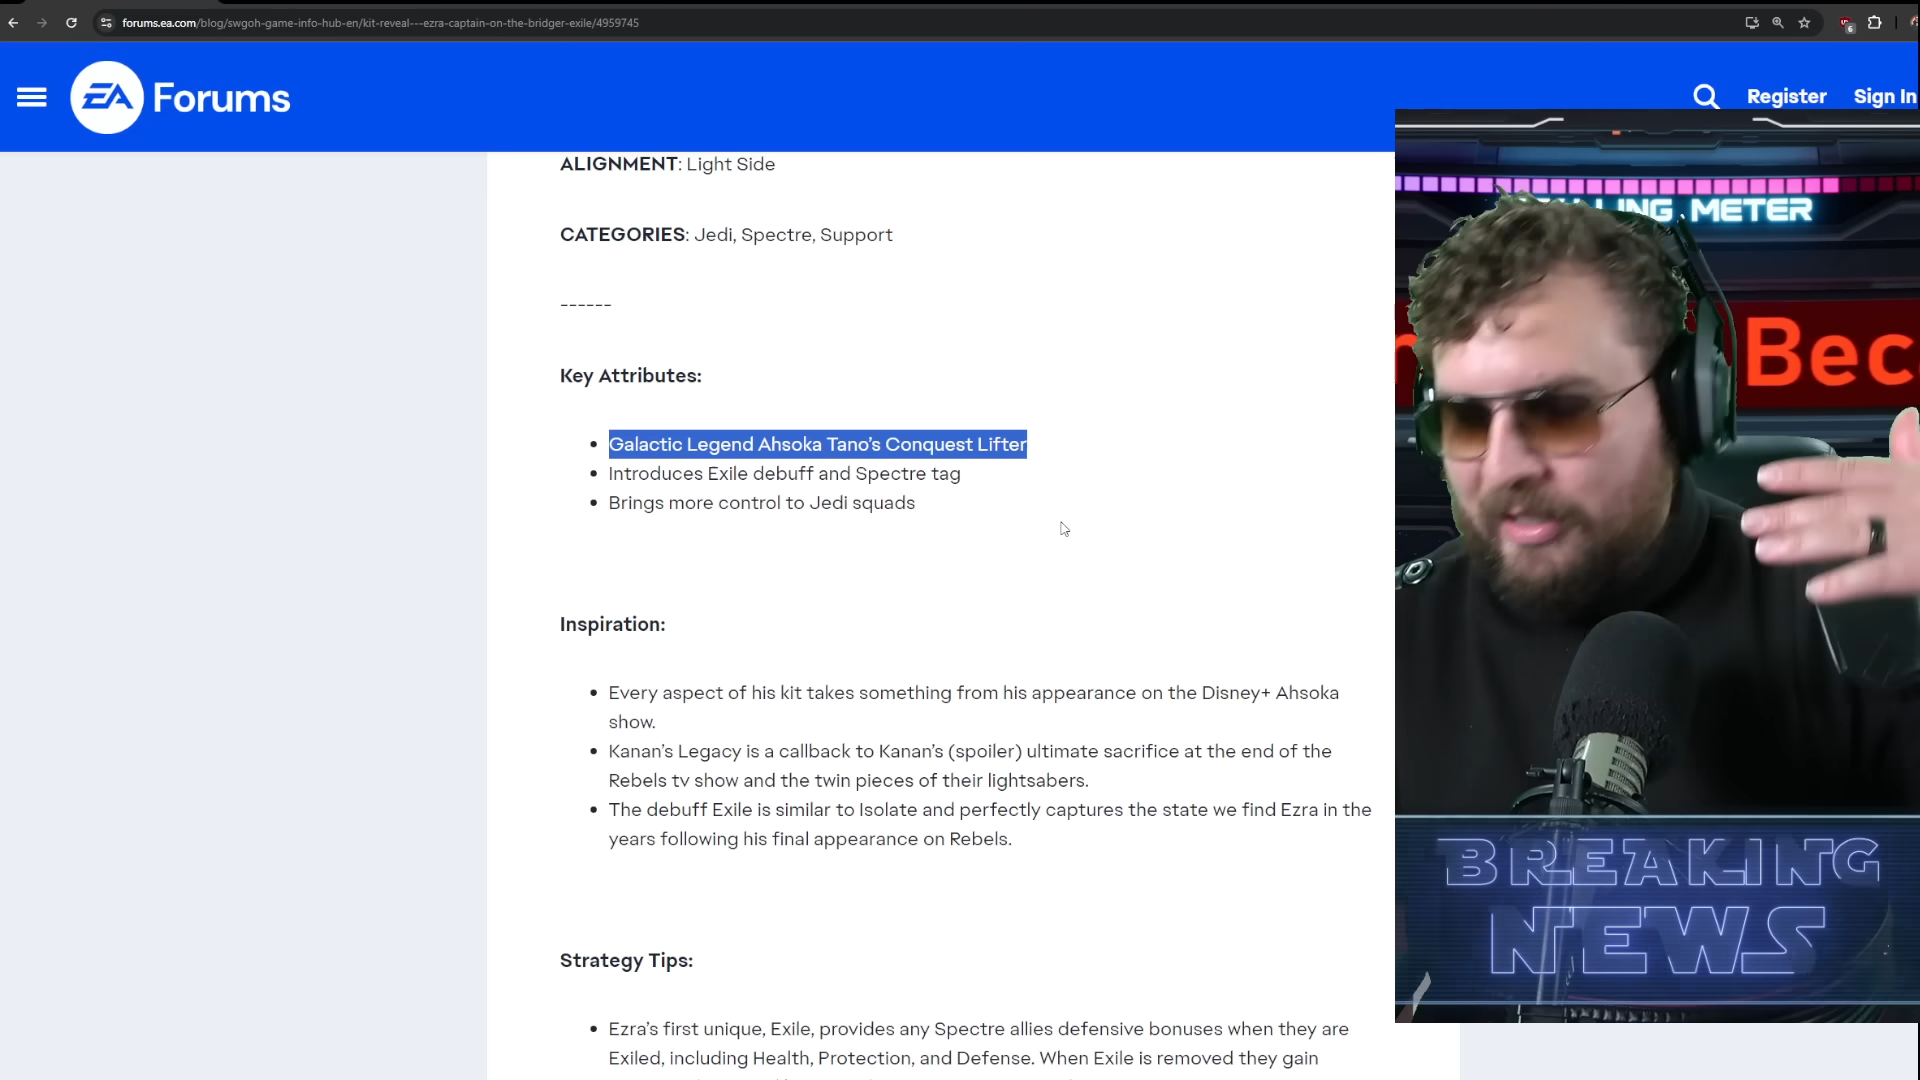 forums.ea.com/blog/swgoh-game-info-hub-en/kit-reveal---ezra-captain-on-the-bridger-exile/4959745
6
EA Forums
Register
Sign In
ALIGNMENT: Light Side
CATEGORIES: Jedi, Spectre, Support
------
Key Attributes:
• Galactic Legend Ahsoka Tano’s Conquest Lifter
• Introduces Exile debuff and Spectre tag
• Brings more control to Jedi squads
METER
Bec
Inspiration:
• Every aspect of his kit takes something from his appearance on the Disney+ Ahsoka
show.
• Kanan’s Legacy is a callback to Kanan’s (spoiler) ultimate sacrifice at the end of the
Rebels tv show and the twin pieces of their lightsabers.
• The debuff Exile is similar to Isolate and perfectly captures the state we find Ezra in the
years following his final appearance on Rebels.
BREAKING
NEWS
Strategy Tips:
• Ezra’s first unique, Exile, provides any Spectre allies defensive bonuses when they are
Exiled, including Health, Protection, and Defense. When Exile is removed they gain